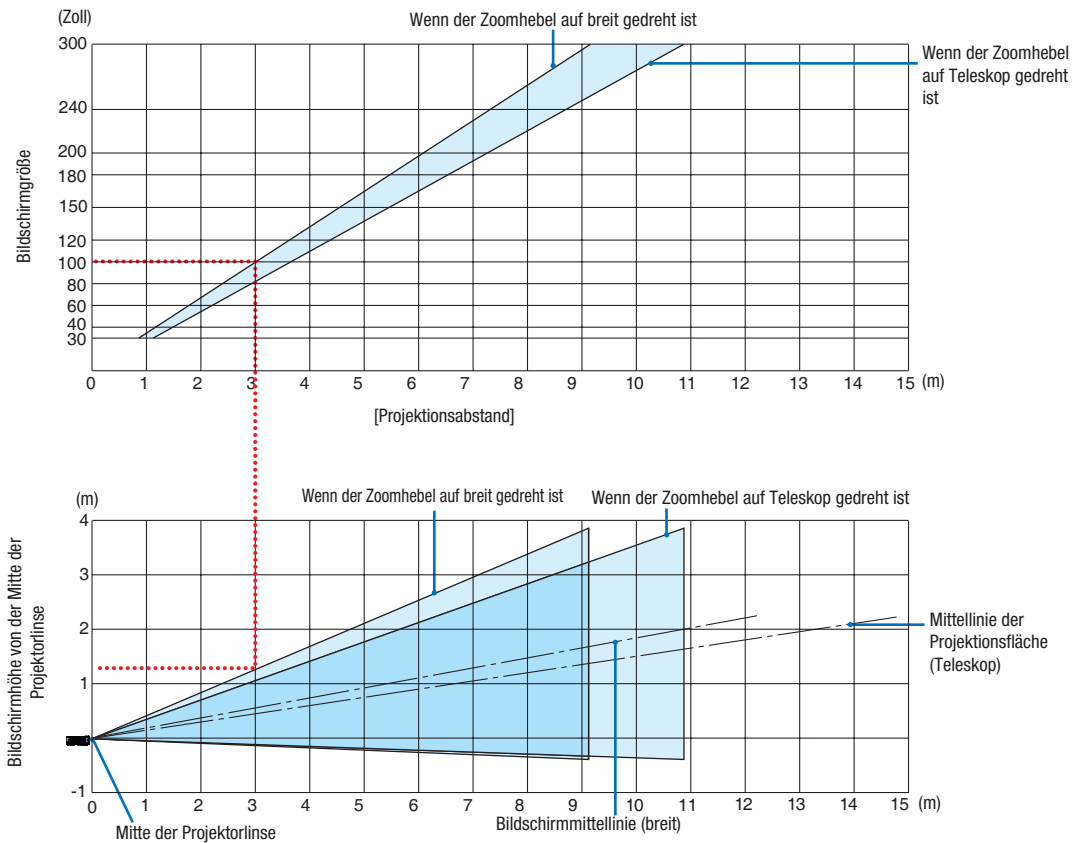 (Zoll)
Wenn der Zoomhebel auf breit gedreht ist
Wenn der Zoomhebel
auf Teleskop gedreht
ist
Bildschirmgröße
300
240
200
180
150
120
100
80
60
40
30
0 1 2 3 4 5 6 7 8 9 10 11 12 13 14 15 (m)
[Projektionsabstand]
(m)
Wenn der Zoomhebel auf breit gedreht ist
Wenn der Zoomhebel auf Teleskop gedreht ist
Bildschirmhöhe von der Mitte der
Projektorlinse
4
3
2
1
-1
Mittellinie der
Projektionsfläche
(Teleskop)
0 1 2 3 4 5 6 7 8 9 10 11 12 13 14 15 (m)
Mitte der Projektorlinse
Bildschirmmittellinie (breit)